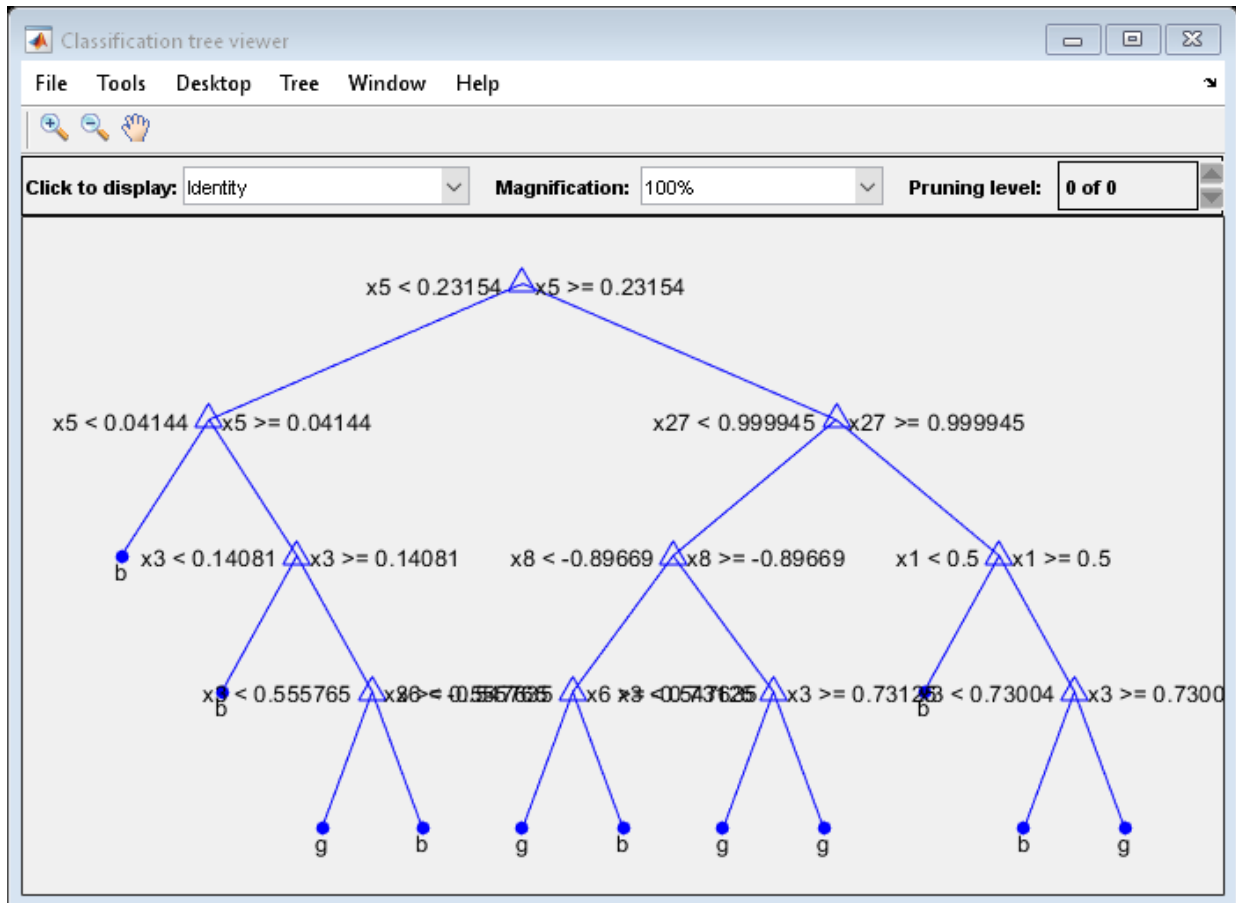 Classification tree viewer
File Tools Desktop Tree Window Help
Click to display: Identity Magnification: 100% Pruning level: 0 of 0
x5 < 0.23154 x5 >= 0.23154
x5 < 0.04144 x5 >= 0.04144 x27 < 0.999945 x27 >= 0.999945
b x3 < 0.14081 x3 >= 0.14081 x8 < -0.89669 x8 >= -0.89669 x1 < 0.5 x1 >= 0.5
b < 0.555765 x6 x3 >= 0.73126 b < 0.73004 x3 >= 0.7300
g b g b g g b g